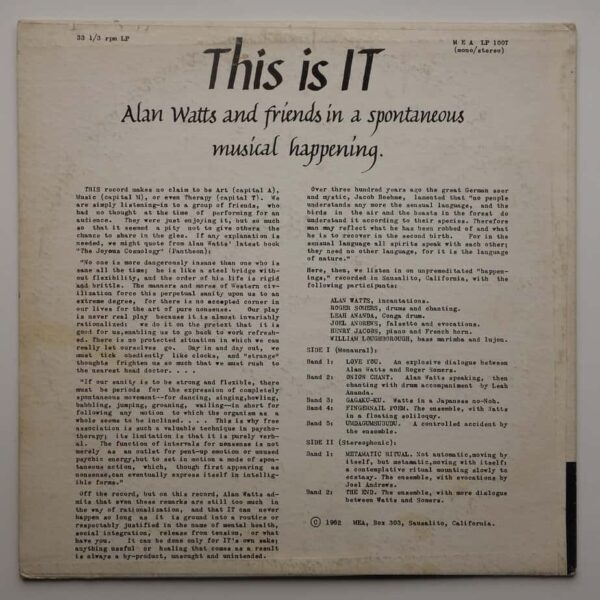 33 1/3 rpm LP
M E A LP 1007
(mono/stereo)
This is IT
Alan Watts and friends in a spontaneous
musical happening.
THIS record makes no claim to be Art (capital A),
Music (capital M), or even Therapy (capital T). We
are simply listening-in to a group of friends, who
had no thought at the time of performing for an
audience. They were just enjoying it, but so much
so that it seemed a pity not to give others the
chance to share in the glee. If any explanation is
needed, we might quote from Alan Watts' latest book
"The Joyous Cosmology" (Pantheon):
"No one is more dangerously insane than one who is
sane all the time; he is like a steel bridge with-
out flexibility, and the order of his life is rigid
and brittle. The manners and mores of Western civ-
ilisation force this perpetual sanity upon us to an
extreme degree, for there is no accepted corner in
our lives for the art of pure nonsense. Our play
is never real play because it is almost invariably
rationalized: we do it on the pretext that it is
good for us, enabling us to go back to work refresh-
ed. There is no protected situation in which we can
really let ourselves go. Day in and day out, we
must tick obediently like clocks, and "strange"
thoughts frighten us so much that we must rush to
the nearest head doctor. . . .
"If our sanity is to be strong and flexible, there
must be periods for the expression of completely
spontaneous movement--for dancing, singing, howling,
babbling, jumping, groaning, wailing--in short for
following any motion to which the organism as a
whole seems to be inclined. . . . This is why free
association is such a valuable technique in psycho-
therapy; its limitation is that it is purely verb-
al. The function of intervals for nonsense is not
merely as an outlet for pent-up emotion or unused
psychic energy, but to set in motion a mode of spon-
taneous action, which, though first appearing as
nonsense, can eventually express itself in intellig-
ible forms."
Off the record, but on this record, Alan Watts ad-
mits that even these remarks are still too much in
the way of rationalisation, and that IT can never
happen so long as it is ground into a routine or
respectably justified in the name of mental health,
social integration, release from tension, or what
have you. It can be done only for IT's own sake;
anything useful or healing that comes as a result
is always a by-product, unsought and unintended.
Over three hundred years ago the great German seer
and mystic, Jacob Boehme, lamented that "no people
understands any more the sensual language, and the
birds in the air and the beasts in the forest do
understand it according to their species. Therefore
man may reflect what he has been robbed of and what
he is to recover in the second birth. For in the
sensual language all spirits speak with each other;
they need no other language, for it is the language
of nature."
Here, then, we listen in on unpremeditated "happen-
ings," recorded in Sausalito, California, with the
following participants:
ALAN WATTS, incantations.
ROGER SOMERS, drums and chanting.
LEAH ANANDA, Conga drum.
JOEL ANDREWS, falsetto and evocations.
HENRY JACOBS, piano and French horn.
WILLIAM LOUGHBOROUGH, bass marimba and lujon.
SIDE I (Monaural):
Band 1: LOVE YOU. An explosive dialogue between
Alan Watts and Roger Somers.
Band 2: ONION CHANT. Alan Watts speaking, then
chanting with drum accompaniment by Leah
Ananda.
Band 3: GAGAKU-KU. Watts in a Japanese no-Noh.
Band 4: FINGERNAIL POEM. The ensemble, with Watts
in a floating soliloquy.
Band 5: UMDAGUMSUBUDU. A controlled accident by
the ensemble.
SIDE II (Stereophonic):
Band 1: METAMATIC RITUAL. Not automatic, moving by
itself, but metamatic, moving with itself:
a contemplative ritual mounting slowly to
ecstasy. The ensemble, with evocations by
Joel Andrews.
Band 2: THE END. The ensemble, with more dialogue
between Watts and Somers.
© 1962 MEA, Box 303, Sausalito, California.